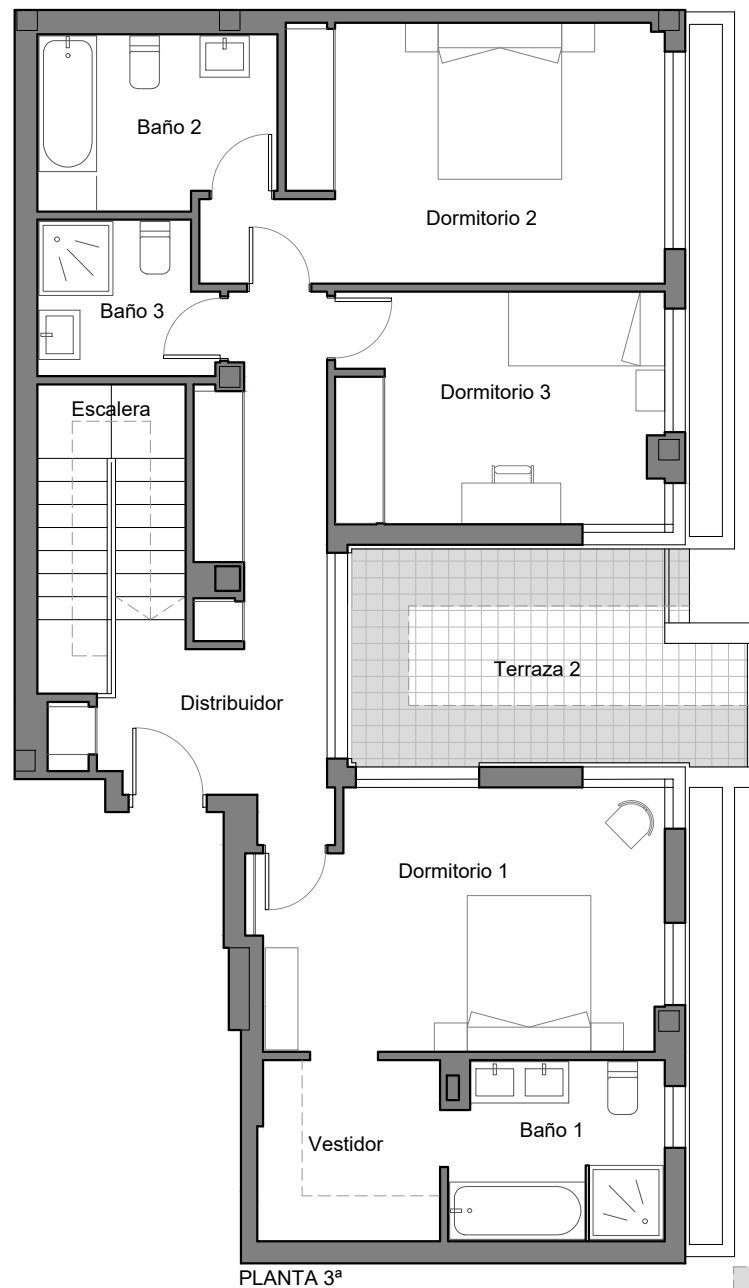 Baño 2
Dormitorio 2
Baño 3
Dormitorio 3
Escalera
Terraza 2
Distribuidor
Dormitorio 1
Baño 1
Vestidor
PLANTA 3ª